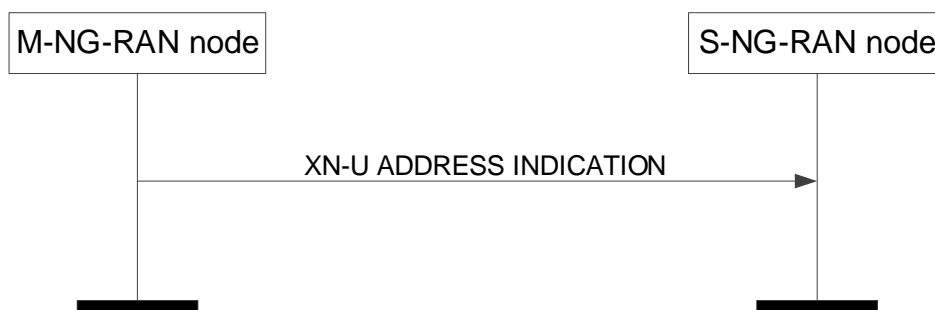 M-NG-RAN node
S-NG-RAN node
XN-U ADDRESS INDICATION